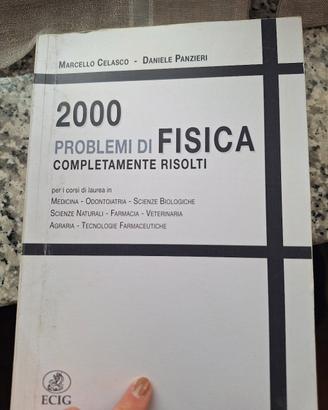 MARCELLO CELASCO - DANIELE PANZIERI
2000
PROBLEMI DI FISICA
COMPLETAMENTE RISOLTI
per i corsi di laurea in
MEDICINA - ODONTOIATRIA - SCIENZE BIOLOGICHE
SCIENZE NATURALI - FARMACIA - VETERINARIA
AGRARIA - TECNOLOGIE FARMACEUTICHE
ECIG